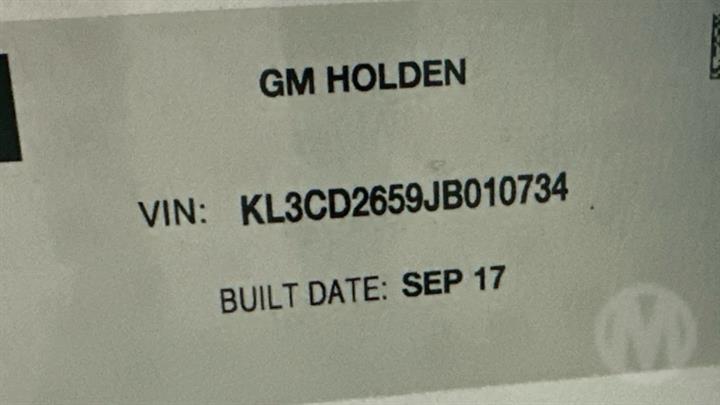 GM HOLDEN
VIN: KL3CD2659JB010734
BUILT DATE: SEP 17
M